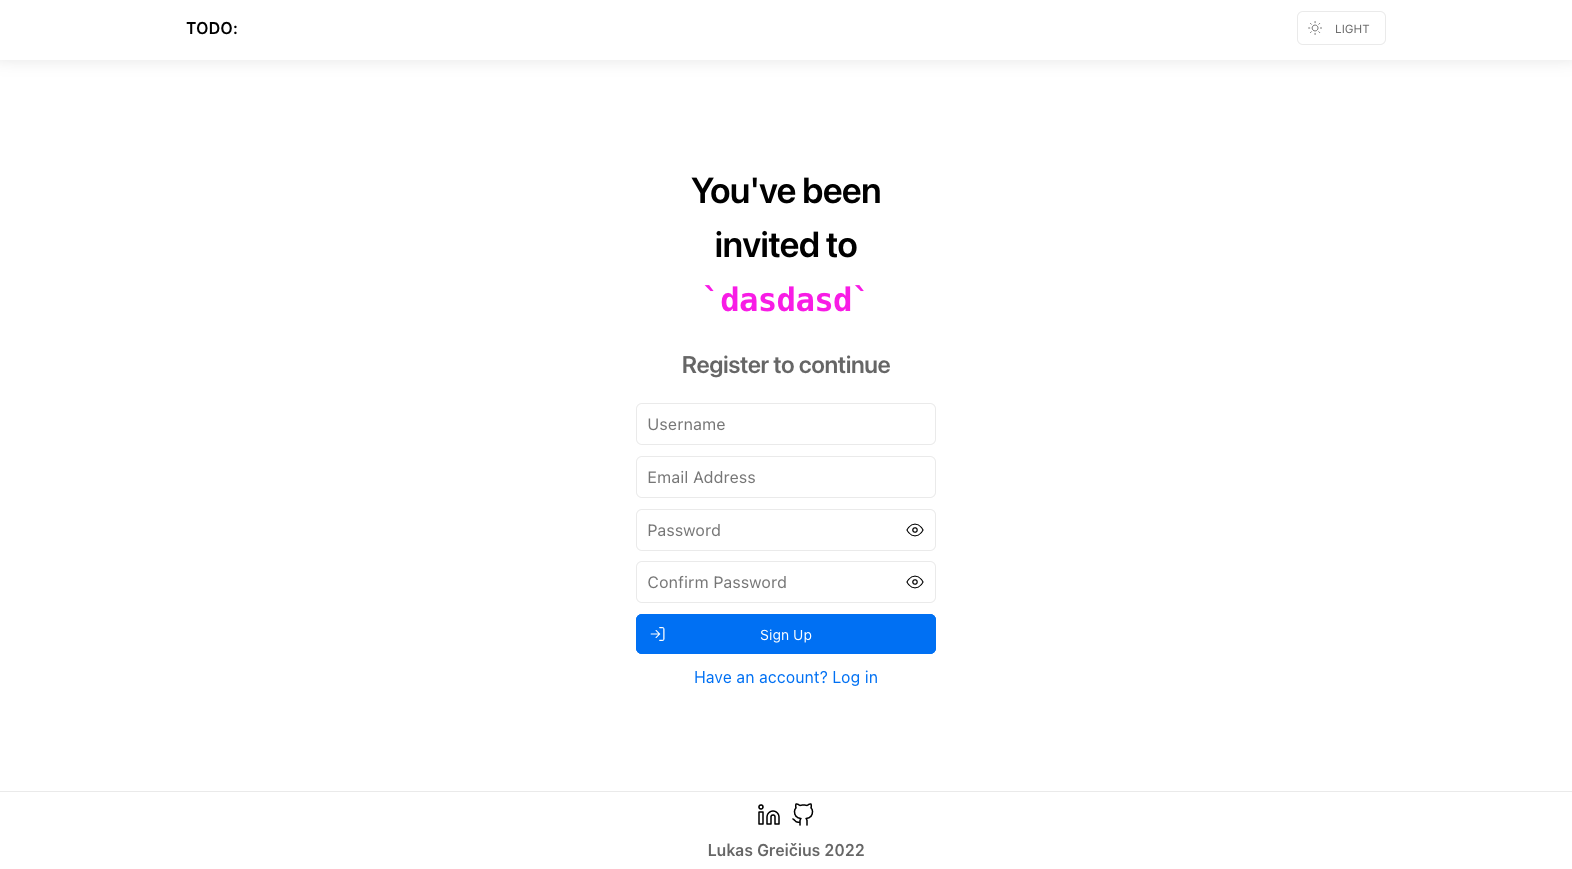 TODO:
LIGHT
You've been
invited to
`dasdasd`
Register to continue
Username
Email Address
Password
Confirm Password
Sign Up
Have an account? Log in
Lukas Greičius 2022